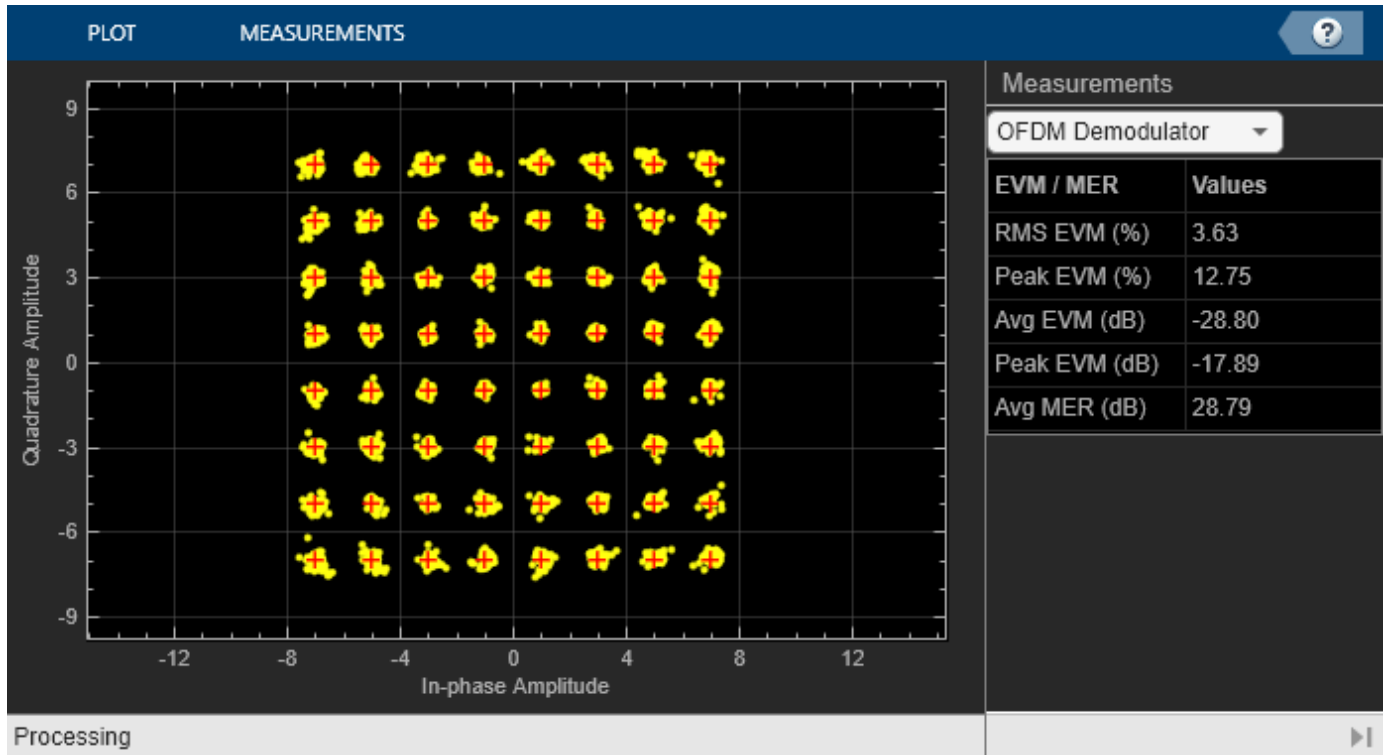 PLOT MEASUREMENTS ?
Measurements
OFDM Demodulator
EVM / MER Values
RMS EVM (%) 3.63
Peak EVM (%) 12.75
Avg EVM (dB) -28.80
Peak EVM (dB) -17.89
Avg MER (dB) 28.79
Quadrature Amplitude
9
6
3
0
-3
-6
-9
-12 -8 -4 0 4 8 12
In-phase Amplitude
Processing